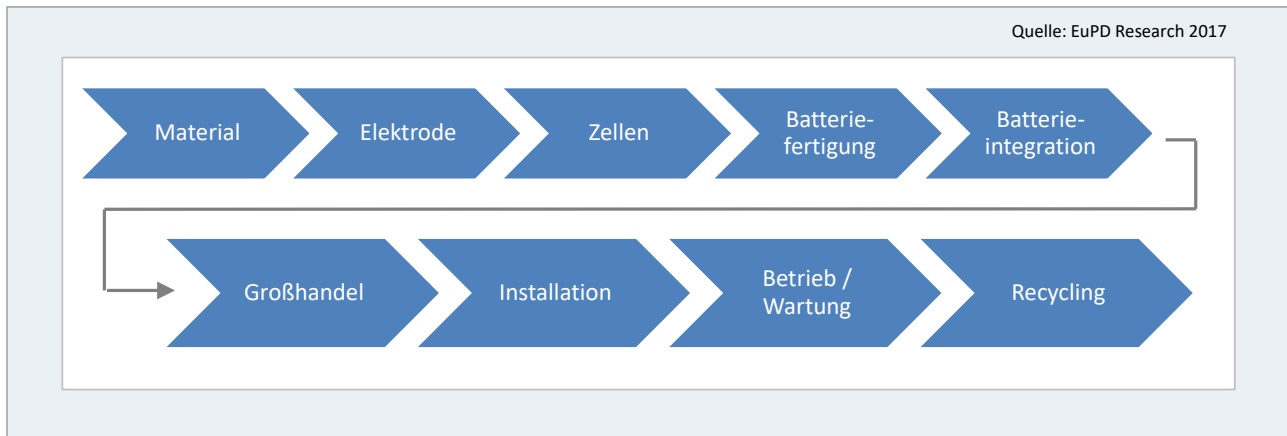 Quelle: EuPD Research 2017
Material
Elektrode
Zellen
Batterie-
fertigung
Batterie-
integration
Großhandel
Installation
Betrieb /
Wartung
Recycling